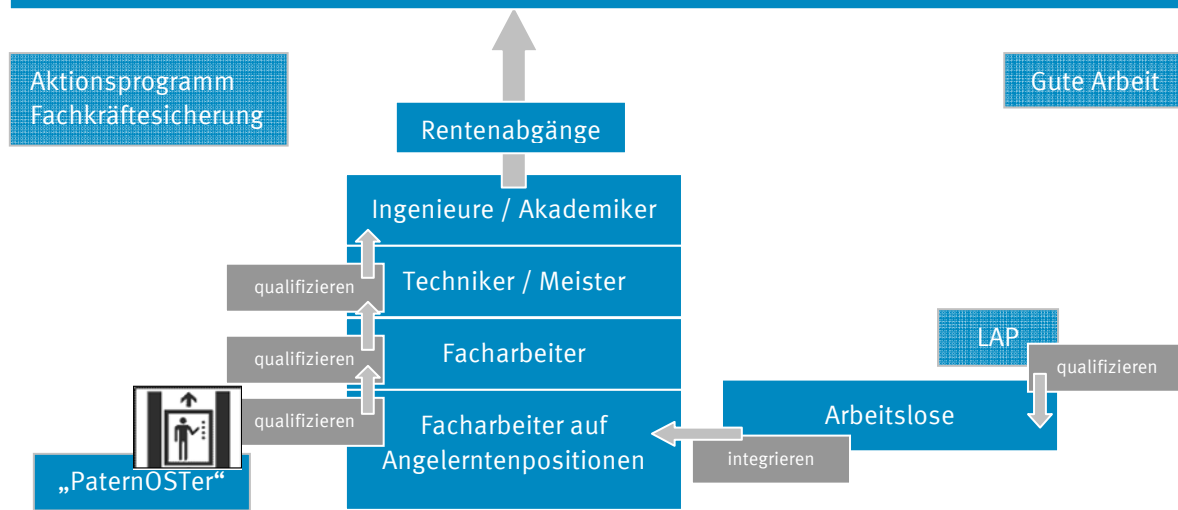 Aktionsprogramm
Fachkräftesicherung
Gute Arbeit
Rentenabgänge
Ingenieure / Akademiker
qualifizieren
Techniker / Meister
qualifizieren
Facharbeiter
LAP
qualifizieren
qualifizieren
Facharbeiter auf
Angelerntenpositionen
Arbeitslose
integrieren
„PaternOSTer“